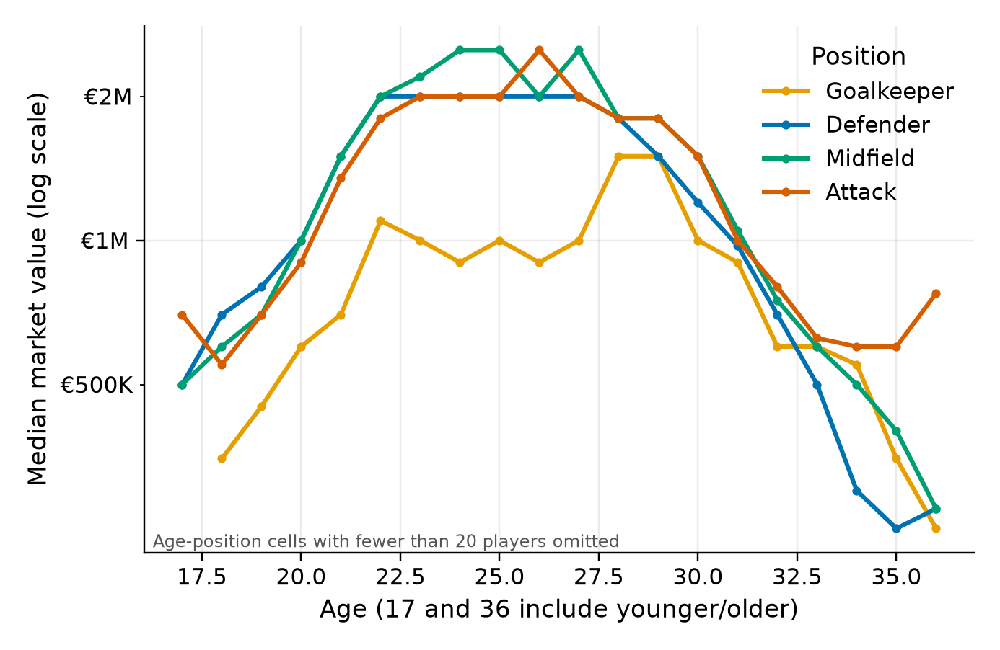 Position
Goalkeeper
Defender
Midfield
Attack
Median market value (log scale)
€2M
€1M
€500K
Age-position cells with fewer than 20 players omitted
17.5 20.0 22.5 25.0 27.5 30.0 32.5 35.0
Age (17 and 36 include younger/older)